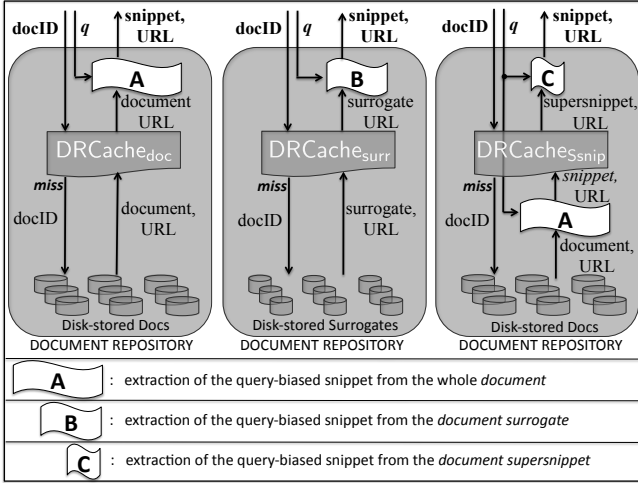 docID q snippet, URL
A
document URL
DRCache_doc
miss
docID
document, URL
Disk-stored Docs
DOCUMENT REPOSITORY
docID q snippet, URL
B
surrogate URL
DRCache_surr
miss
docID
surrogate, URL
Disk-stored Surrogates
DOCUMENT REPOSITORY
docID q snippet, URL
C
supersnippet, URL
DRCache_Ssnip
miss
snippet, URL
docID
A
document, URL
Disk-stored Docs
DOCUMENT REPOSITORY
A : extraction of the query-biased snippet from the whole document
B : extraction of the query-biased snippet from the document surrogate
C : extraction of the query-biased snippet from the document supersnippet